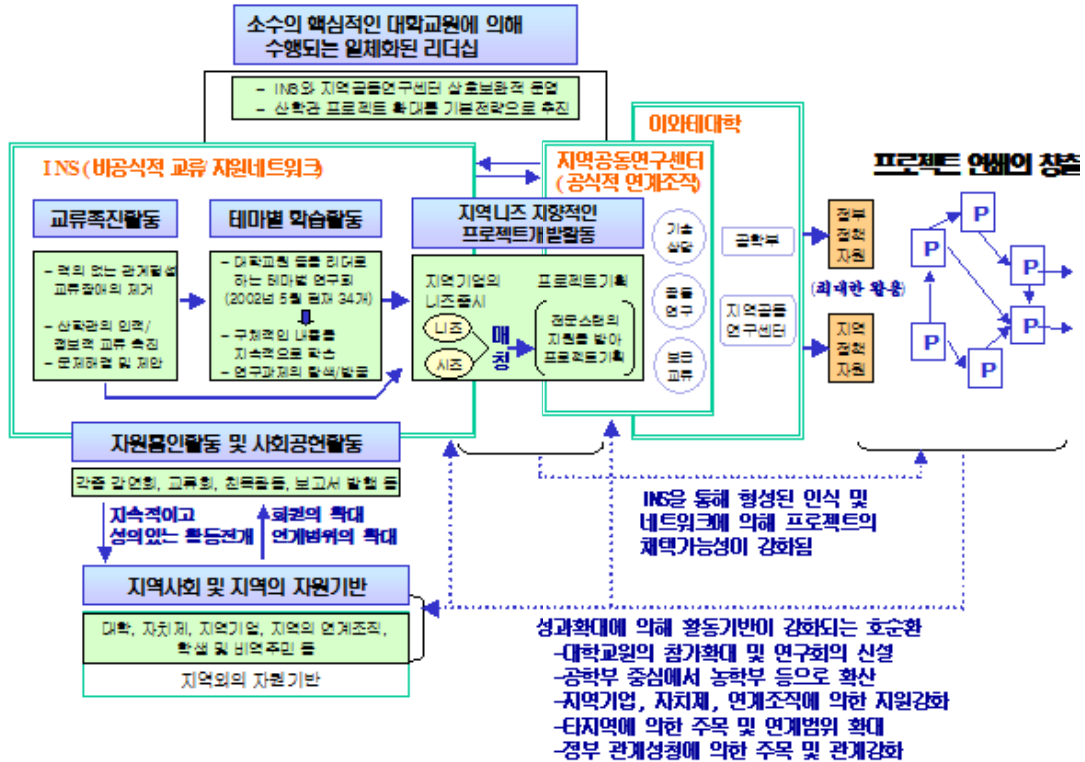 소수의 핵심적인 대학교원에 의해
수행되는 일체화된 리더십
- INS와 지역공동연구센터 상호보완적 운영
- 산학관 프로젝트 확대를 기본전략으로 추진
이와테대학
INS(비공식적 교류 자원네트워크)
지역공동연구센터
(공식적 연계조직)
프로젝트 연쇄의 창출
교류촉진활동
- 격의 없는 관계형성
교류장애의 제거
- 산학관의 인적/
정보적 교류 촉진
- 문제해결 및 제안
테마별 학습활동
- 대학교원 등을 리더로
하는 테마별 연구회
(2002년 5월 현재 34개)
- 구체적인 내용을
지속적으로 학습
- 연구과제의 탐색/발굴
지역니즈 지향적인
프로젝트개발활동
지역기업의
니즈중시
니즈
시즈
매
칭
프로젝트기획
전문스탭의
지원을 받아
프로젝트기획
기술
상담
공동
연구
보급
교류
공학부
지역공동
연구센터
정부
정책
자원
(최대한 활용)
지역
정책
자원
P
P
P
P
P
P
P
자원흡인활동 및 사회공헌활동
각종 강연회, 교류회, 친목활동, 보고서 발행 등
지속적이고
성의있는 활동전개
회원의 확대
연계범위의 확대
지역사회 및 지역의 자원기반
대학, 자치체, 지역기업, 지역의 연계조직,
학생 및 지역주민 등
지역외의 자원기반
INS을 통해 형성된 인식 및
네트워크에 의해 프로젝트의
채택가능성이 강화됨
성과확대에 의해 활동기반이 강화되는 호순환
-대학교원의 참가확대 및 연구회의 신설
-공학부 중심에서 농학부 등으로 확산
-지역기업, 자치체, 연계조직에 의한 지원강화
-타지역에 의한 주목 및 연계범위 확대
-정부 관계성청에 의한 주목 및 관계강화